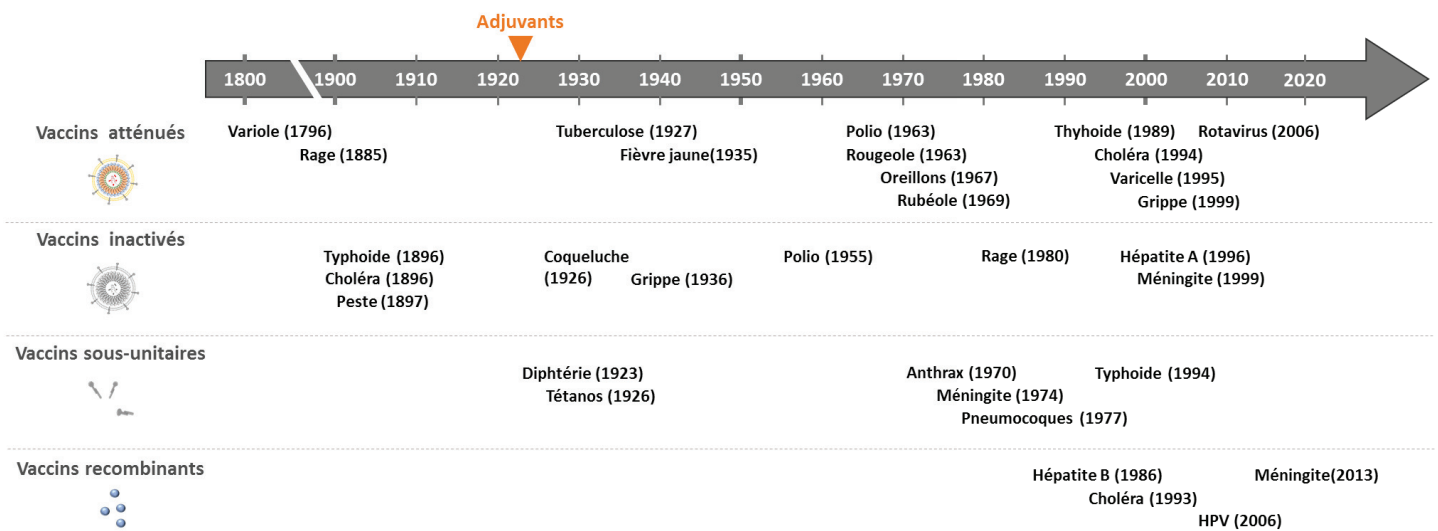 Adjuvants
1800 1900 1910 1920 1930 1940 1950 1960 1970 1980 1990 2000 2010 2020
Vaccins atténués
Variole (1796) Tuberculose (1927) Polio (1963) Thyhoide (1989) Rotavirus (2006)
Rage (1885) Fièvre jaune(1935) Rougeole (1963) Choléra (1994)
Oreillons (1967) Varicelle (1995)
Rubéole (1969) Grippe (1999)
Vaccins inactivés
Typhoide (1896) Coqueluche Polio (1955) Rage (1980) Hépatite A (1996)
Choléra (1896) (1926) Grippe (1936) Méningite (1999)
Peste (1897)
Vaccins sous-unitaires
Diphtérie (1923) Anthrax (1970) Typhoide (1994)
Tétanos (1926) Méningite (1974)
Pneumocoques (1977)
Vaccins recombinants
Hépatite B (1986) Méningite(2013)
Choléra (1993)
HPV (2006)